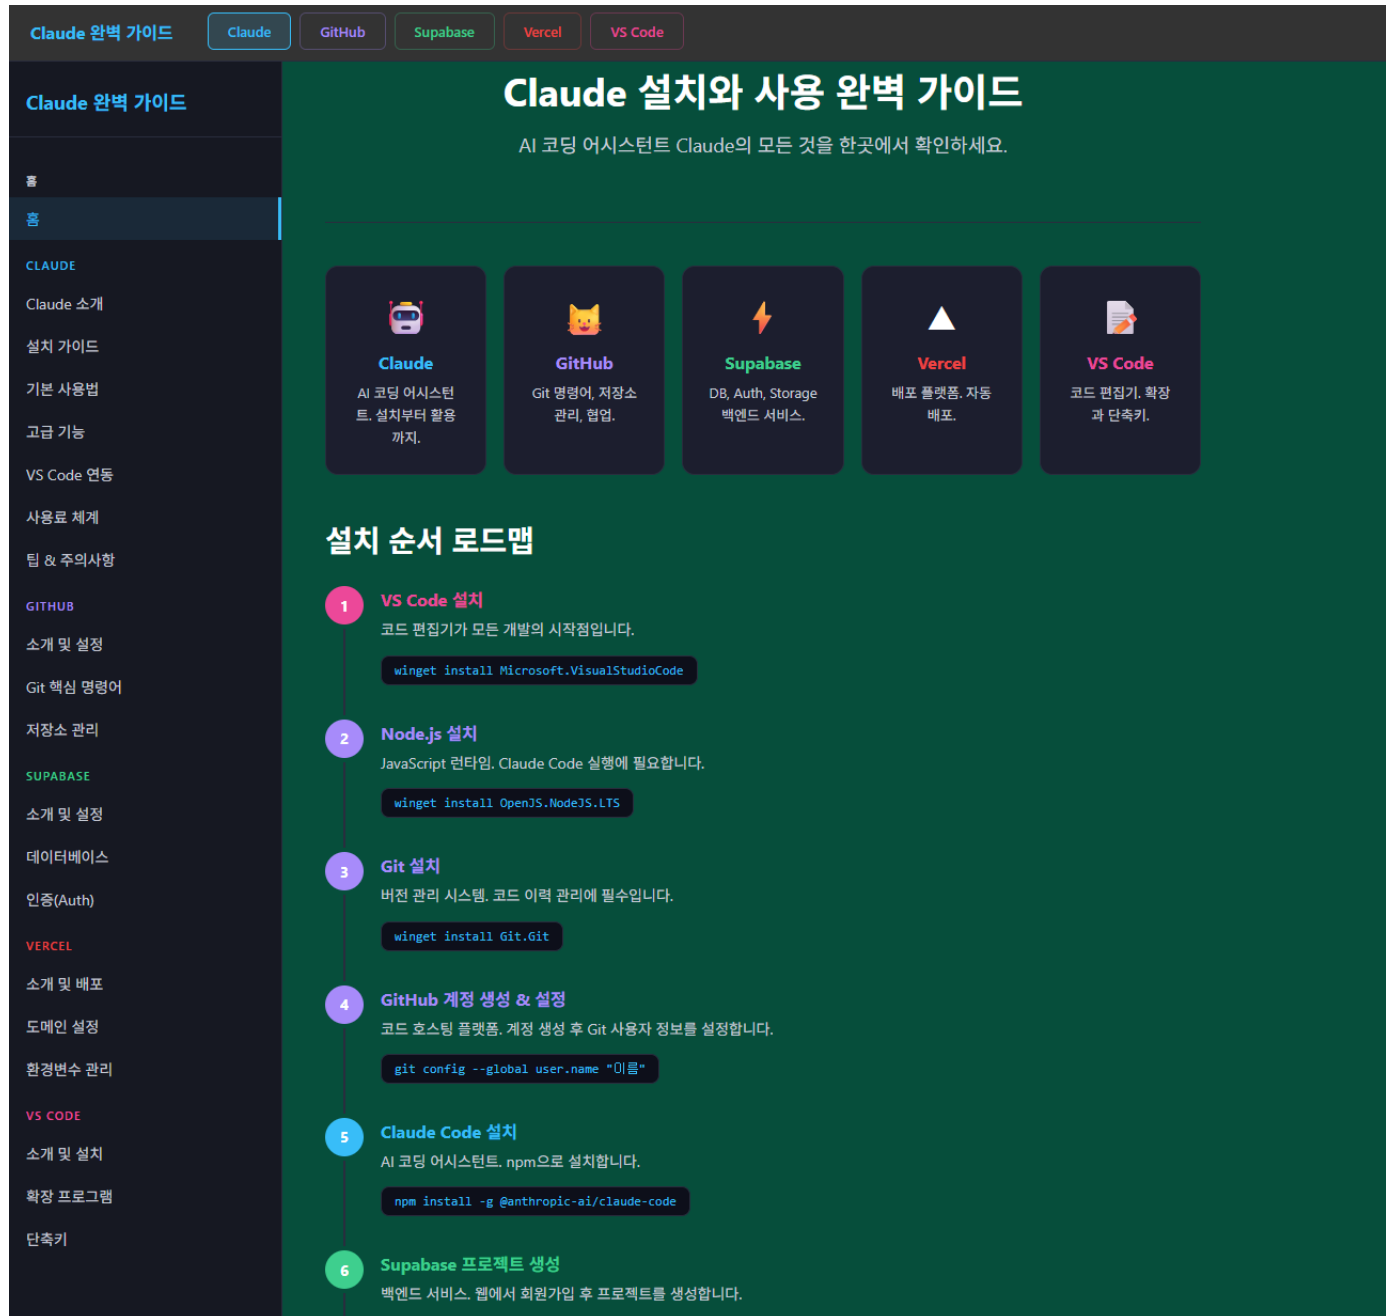 Claude 완벽 가이드
Claude
GitHub
Supabase
Vercel
VS Code
Claude 완벽 가이드
홈
홈
CLAUDE
Claude 소개
설치 가이드
기본 사용법
고급 기능
VS Code 연동
사용료 체계
팁 & 주의사항
GITHUB
소개 및 설정
Git 핵심 명령어
저장소 관리
SUPABASE
소개 및 설정
데이터베이스
인증(Auth)
VERCEL
소개 및 배포
도메인 설정
환경변수 관리
VS CODE
소개 및 설치
확장 프로그램
단축키
Claude 설치와 사용 완벽 가이드
AI 코딩 어시스턴트 Claude의 모든 것을 한곳에서 확인하세요.
Claude
AI 코딩 어시스턴
트. 설치부터 활용
까지.
GitHub
Git 명령어, 저장소
관리, 협업.
Supabase
DB, Auth, Storage
백엔드 서비스.
Vercel
배포 플랫폼. 자동
배포.
VS Code
코드 편집기. 확장
과 단축키.
설치 순서 로드맵
1
VS Code 설치
코드 편집기가 모든 개발의 시작점입니다.
winget install Microsoft.VisualStudioCode
2
Node.js 설치
JavaScript 런타임. Claude Code 실행에 필요합니다.
winget install OpenJS.NodeJS.LTS
3
Git 설치
버전 관리 시스템. 코드 이력 관리에 필수입니다.
winget install Git.Git
4
GitHub 계정 생성 & 설정
코드 호스팅 플랫폼. 계정 생성 후 Git 사용자 정보를 설정합니다.
git config --global user.name "이름"
5
Claude Code 설치
AI 코딩 어시스턴트. npm으로 설치합니다.
npm install -g @anthropic-ai/claude-code
6
Supabase 프로젝트 생성
백엔드 서비스. 웹에서 회원가입 후 프로젝트를 생성합니다.